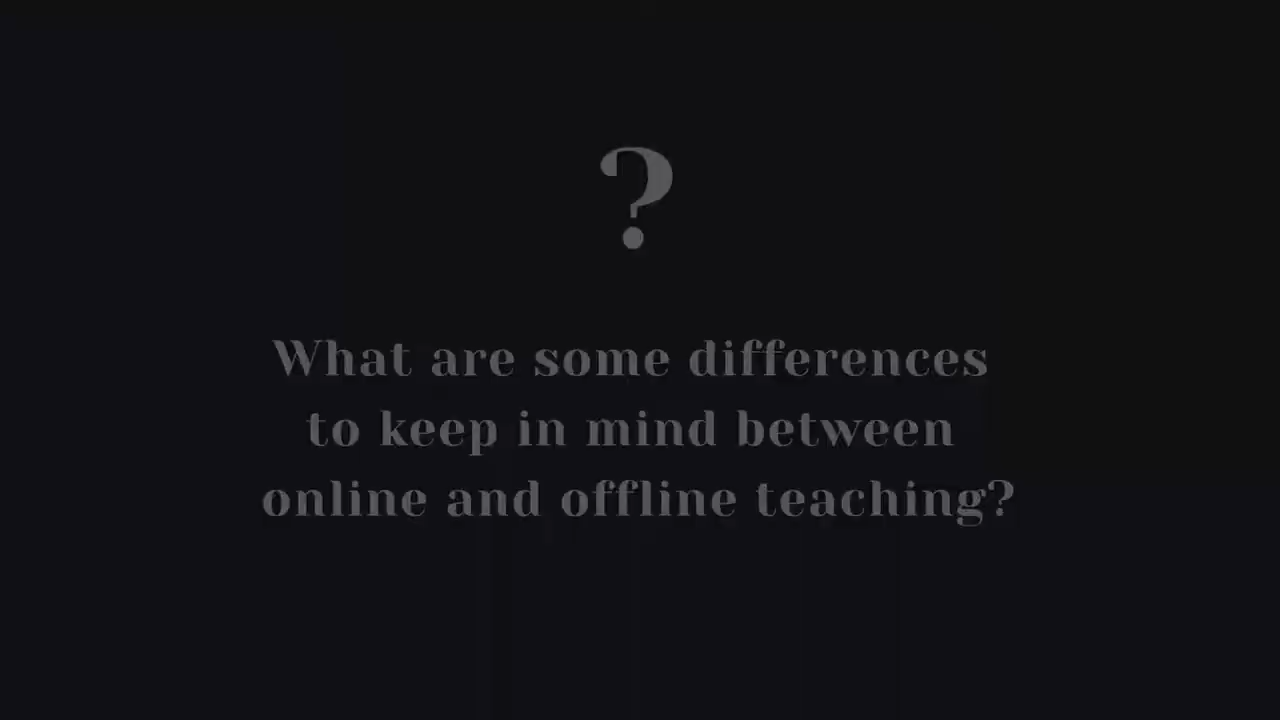 ?
What are some differences
to keep in mind between
online and offline teaching?